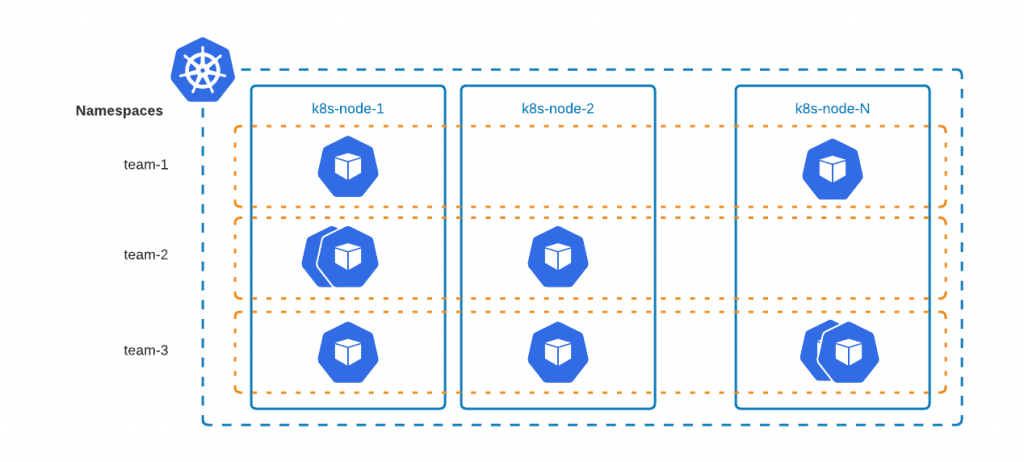 k8s-node-1
k8s-node-2
k8s-node-N
Namespaces
team-1
team-2
team-3